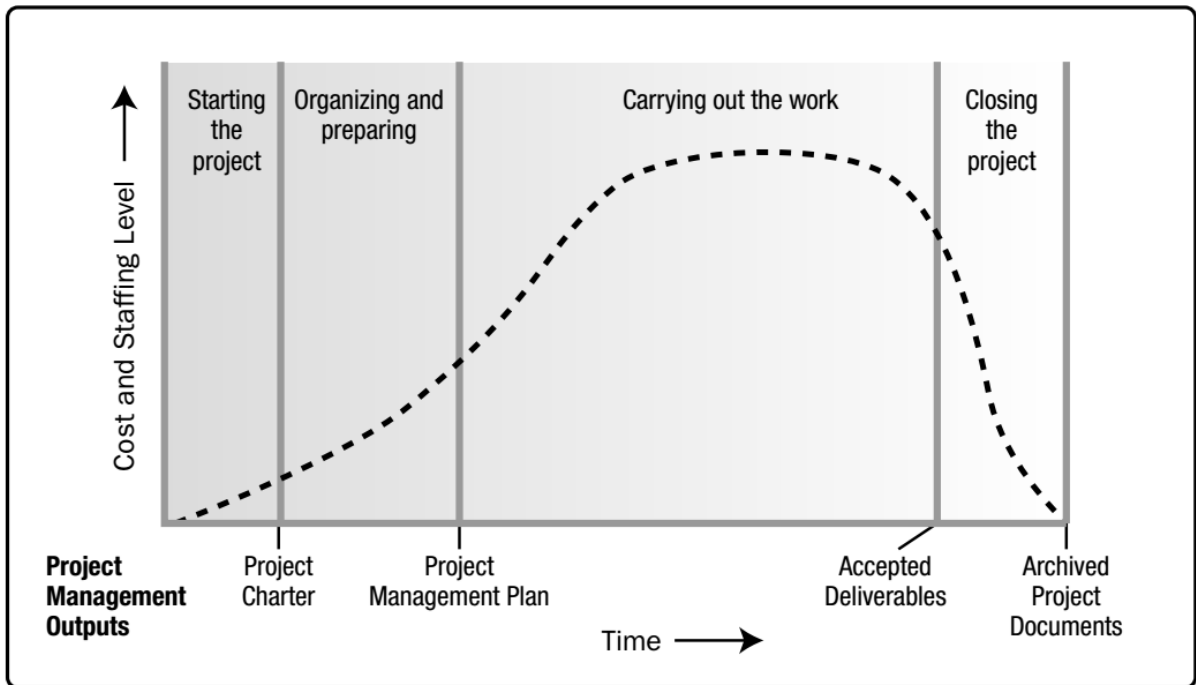 Starting
the
project
Organizing and
preparing
Carrying out the work
Closing
the
project
Cost and Staffing Level
Project
Management
Outputs
Project
Charter
Project
Management Plan
Accepted
Deliverables
Archived
Project
Documents
Time